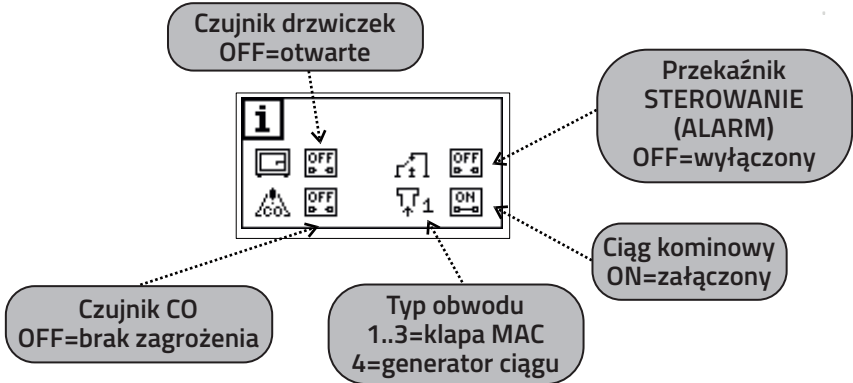 Czujnik drzwiczek
OFF=otwarte
Przekaźnik
STEROWANIE
(ALARM)
OFF=wyłączony
i
OFF
OFF
CO
OFF
1
ON
Ciąg kominowy
ON=załączony
Czujnik CO
OFF=brak zagrożenia
Typ obwodu
1..3=klapa MAC
4=generator ciągu